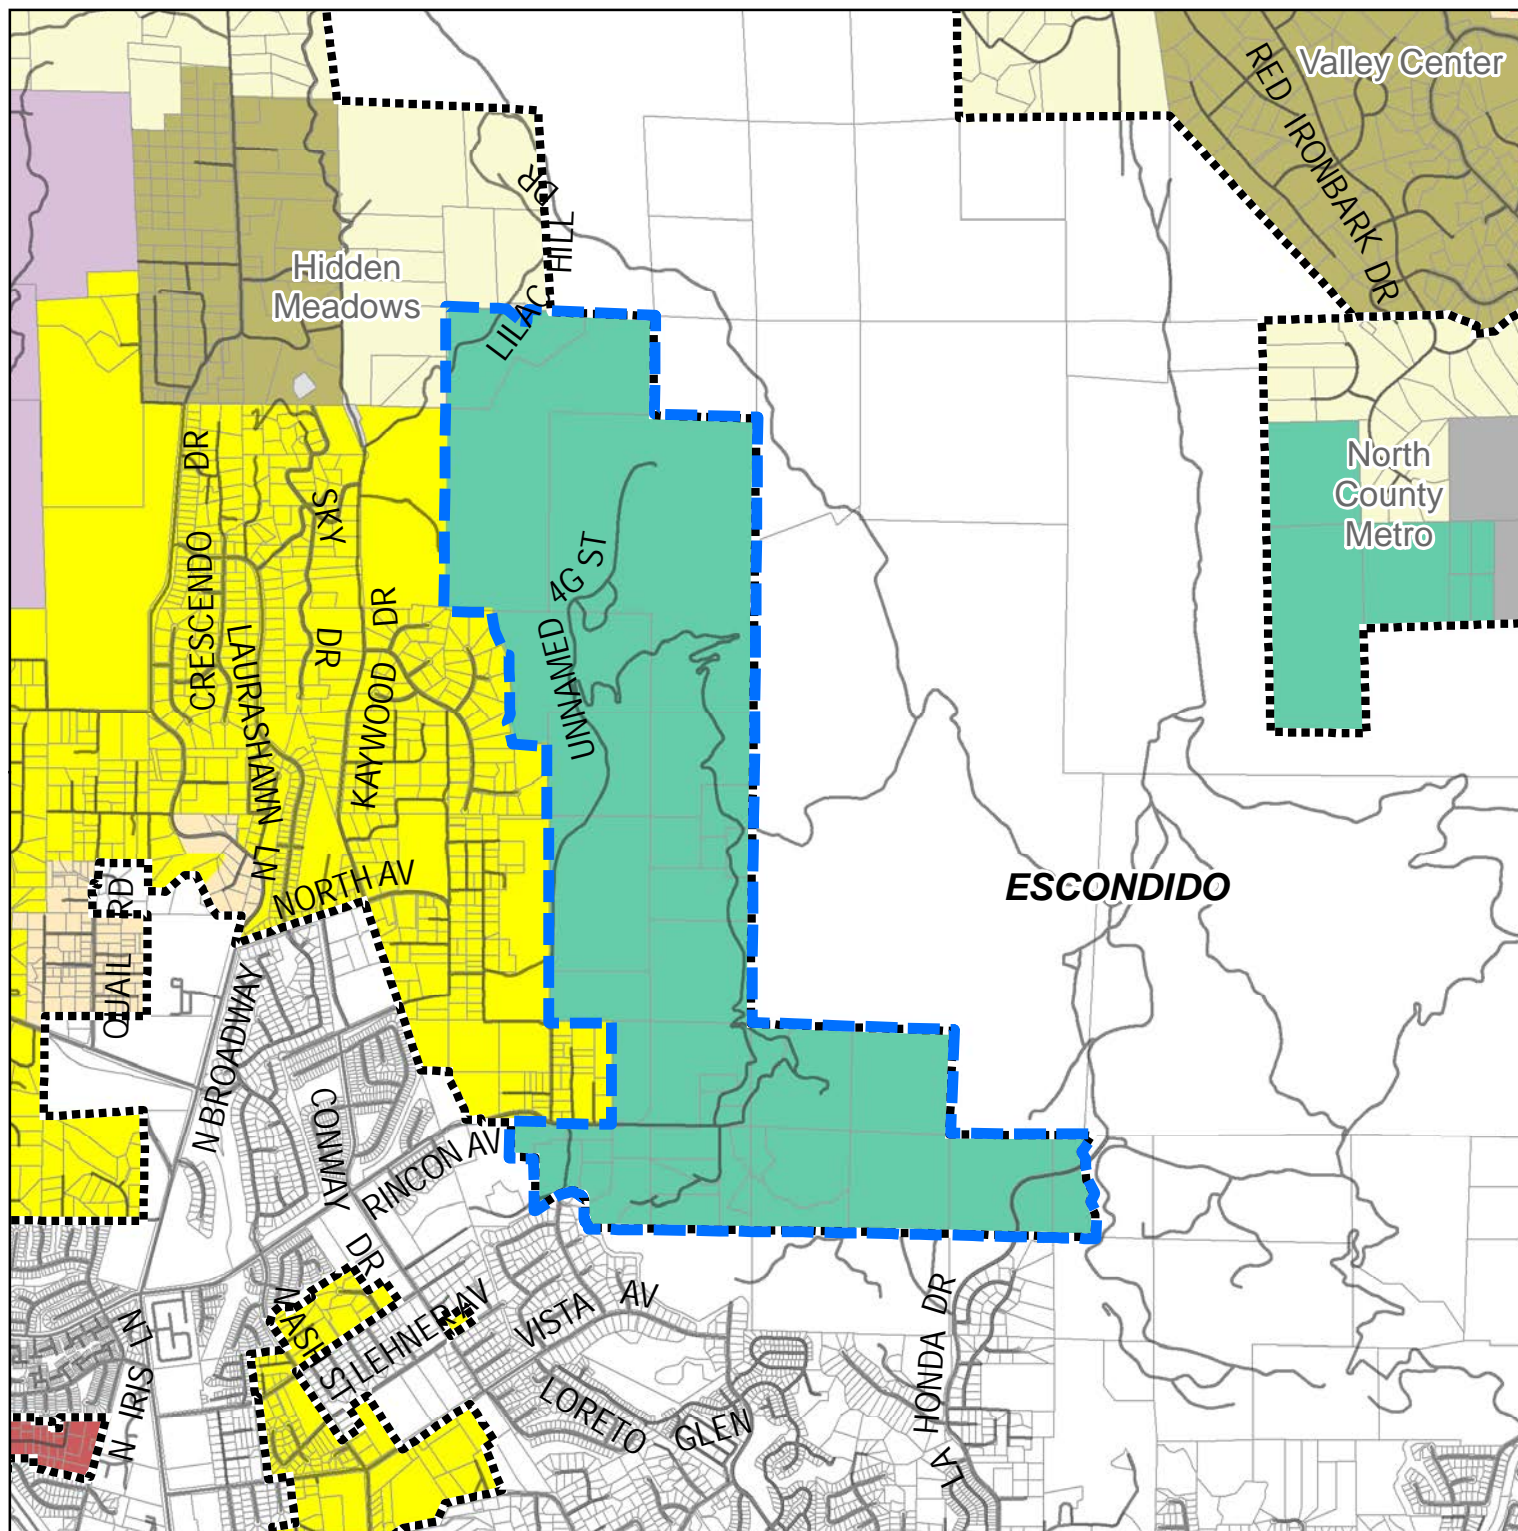 Valley Center
RED IRONBARK DR
Hidden
Meadows
LILAC HILL DR
North
County
Metro
CRESCENDO DR
SKY DR
LAURASHAWN LN
KAYWOOD DR
UNNAMED 4G ST
NORTH AV
QUAIL RD
ESCONDIDO
N BROADWAY
CONWAY DR
RINCON AV
N ASH ST
LEHNER AV
VISTA AV
N IRIS LN
LORETO GLEN
LA HONDA DR